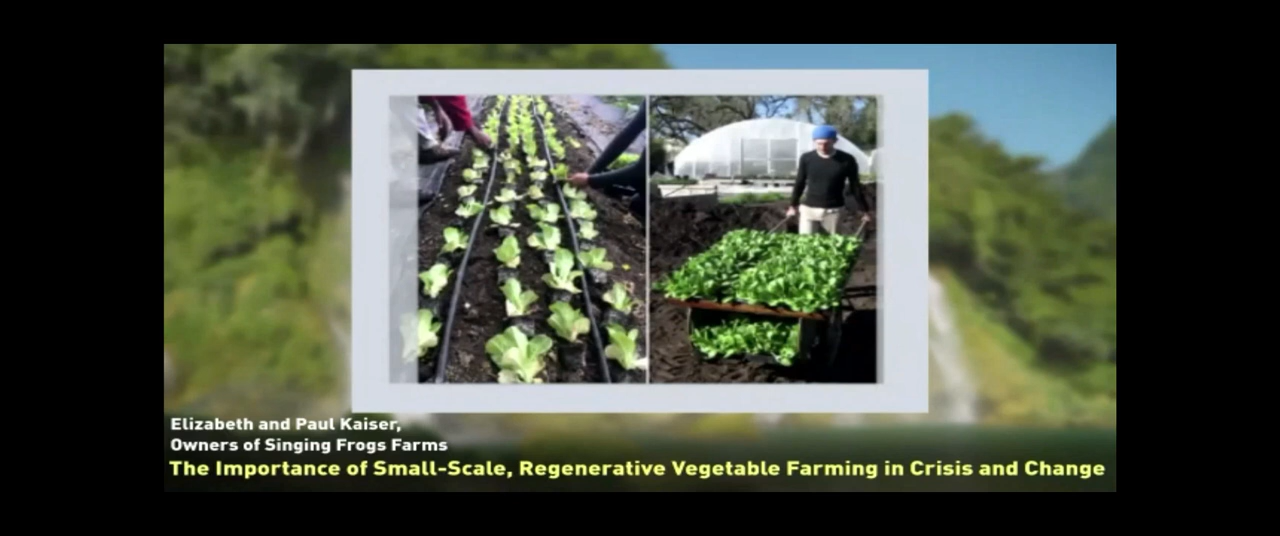 Elizabeth and Paul Kaiser,
Owners of Singing Frogs Farms
The Importance of Small-Scale, Regenerative Vegetable Farming in Crisis and Change